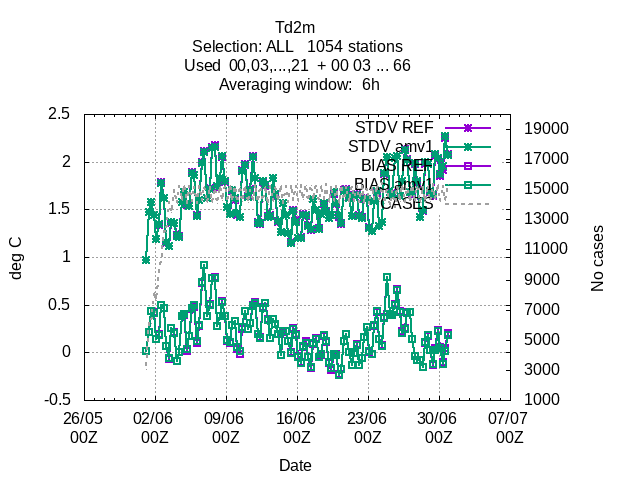 Td2m
Selection: ALL   1054 stations
Used  00,03,...,21  + 00 03 ... 66
Averaging window:  6h
2.5
2
1.5
1
0.5
0
-0.5
deg C
19000
17000
15000
13000
11000
9000
7000
5000
3000
1000
No cases
STDV REF
STDV amv1
BIAS REF
BIAS amv1
CASES
26/05 02/06 09/06 16/06 23/06 30/06 07/07
00Z 00Z 00Z 00Z 00Z 00Z 00Z
Date